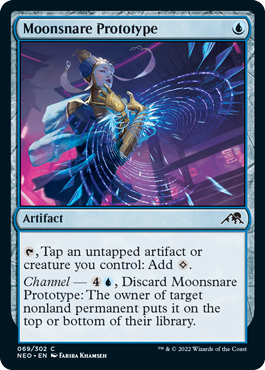 Moonsnare Prototype
Artifact
, Tap an untapped artifact or
creature you control: Add .
Channel — 4, Discard Moonsnare
Prototype: The owner of target
nonland permanent puts it on
the top or bottom of their library.
069/302 C
NEO • EN Fariba Khamseh
™ & © 2022 Wizards of the Coast